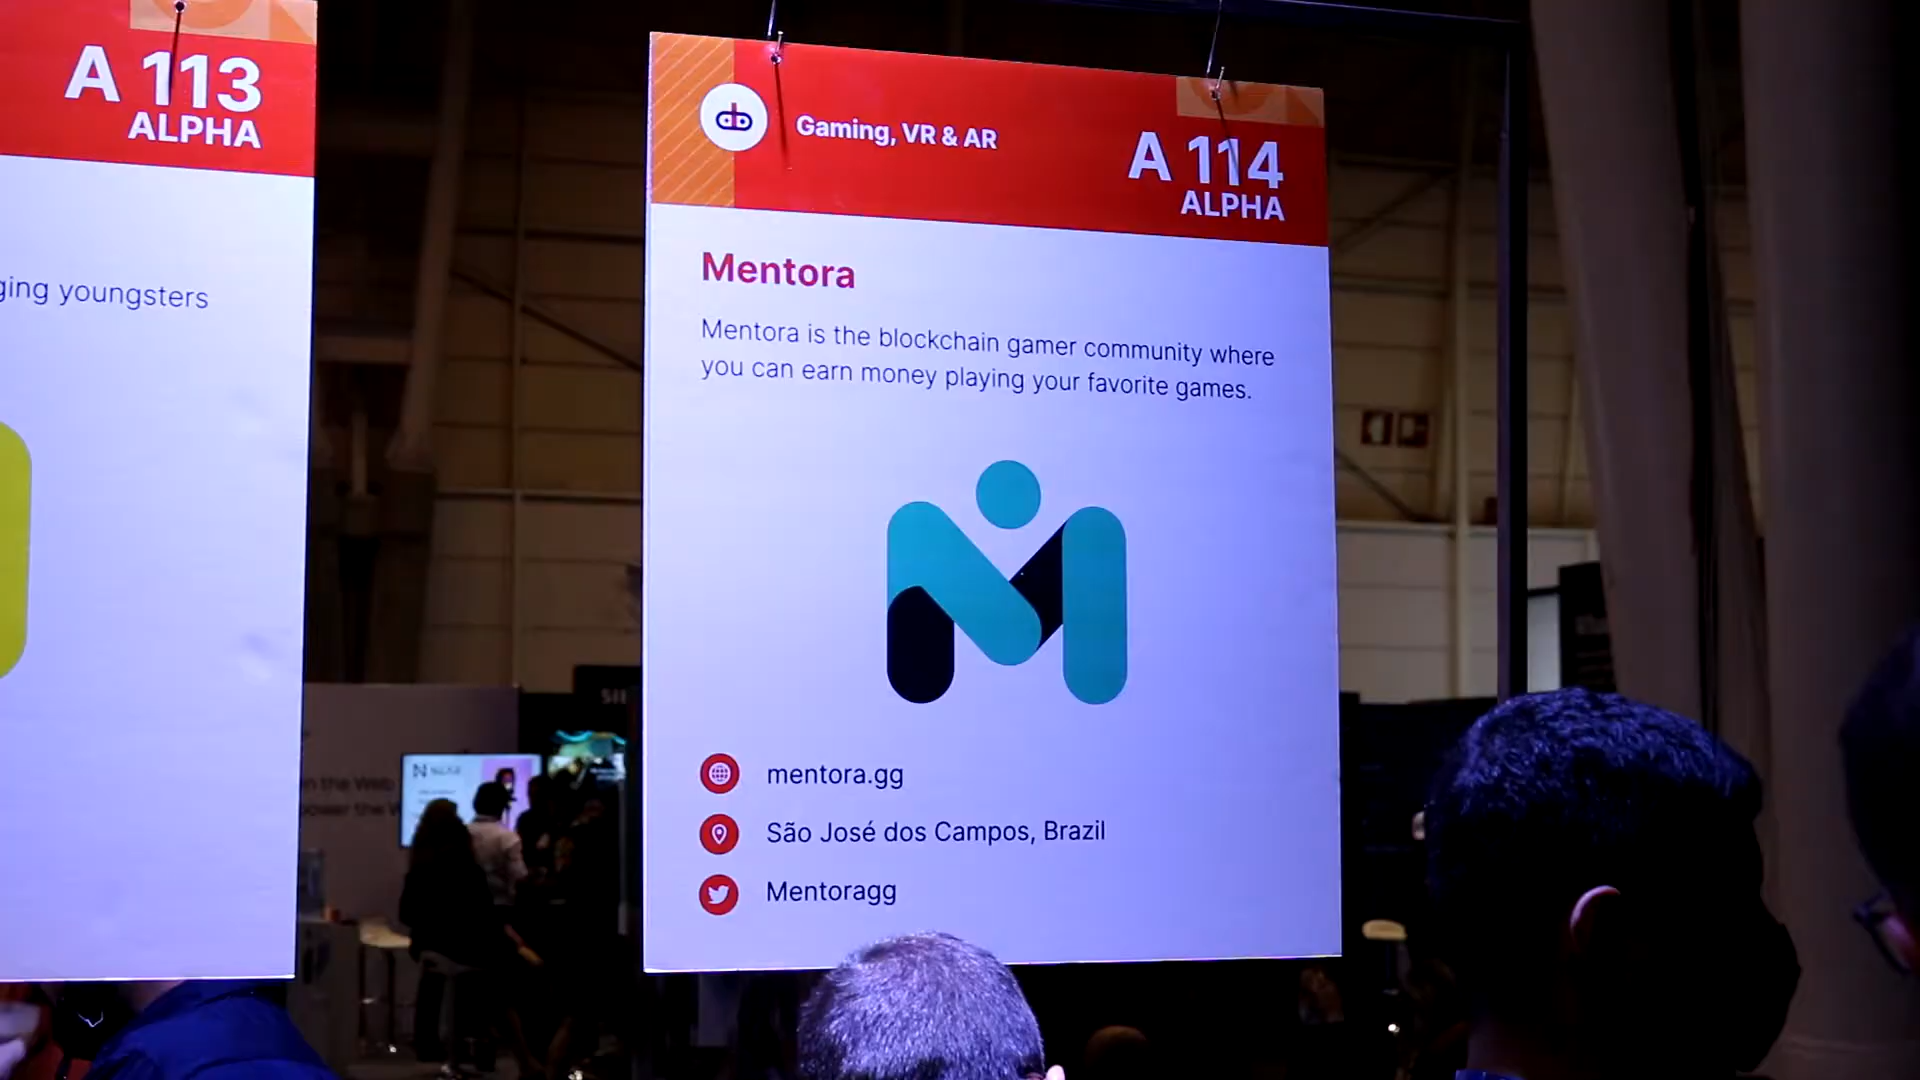 A 113
ALPHA
ging youngsters
Gaming, VR & AR
A 114
ALPHA
Mentora
Mentora is the blockchain gamer community where
you can earn money playing your favorite games.
mentora.gg
São José dos Campos, Brazil
Mentoragg